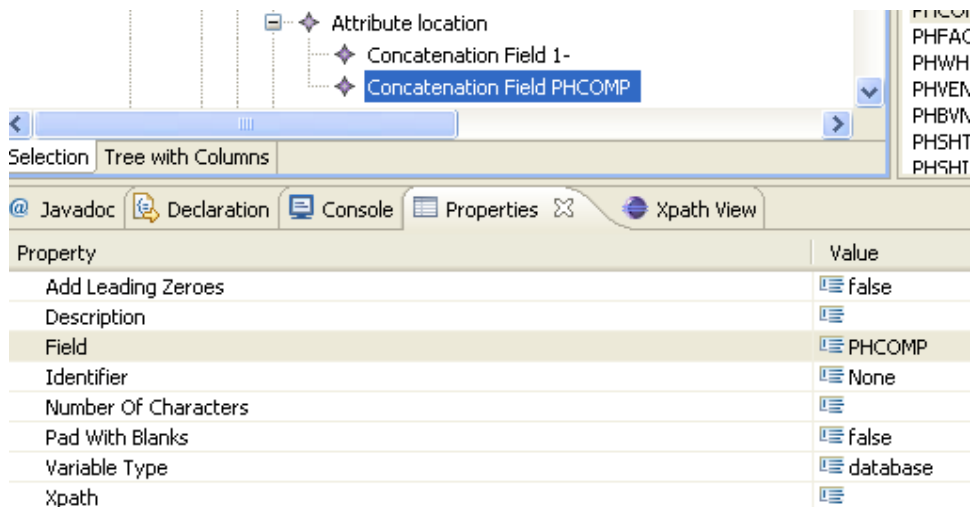 Attribute location
Concatenation Field 1-
Concatenation Field PHCOMP
PHFAC
PHWH
PHVEN
PHBVN
PHSHT
Selection Tree with Columns
@ Javadoc Declaration Console Properties Xpath View
Property Value
Add Leading Zeroes false
Description
Field PHCOMP
Identifier None
Number Of Characters
Pad With Blanks false
Variable Type database
Xpath